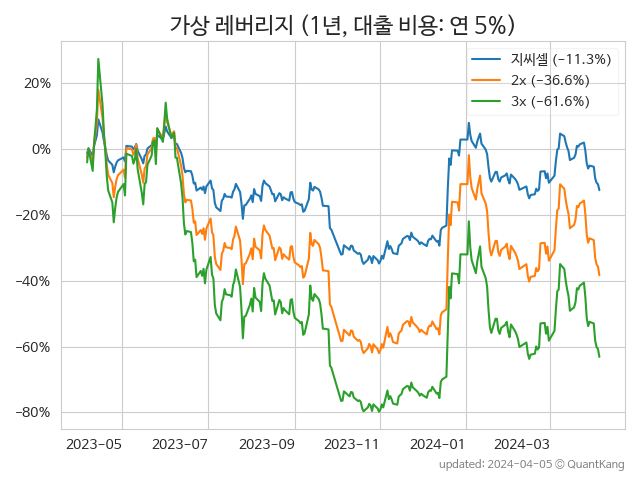 가상 레버리지 (1년, 대출 비용: 연 5%)
지씨셀 (−11.3%)
2x (−36.6%)
3x (−61.6%)
20%
0%
−20%
−40%
−60%
−80%
2023-05 2023-07 2023-09 2023-11 2024-01 2024-03
updated: 2024-04-05 © QuantKang